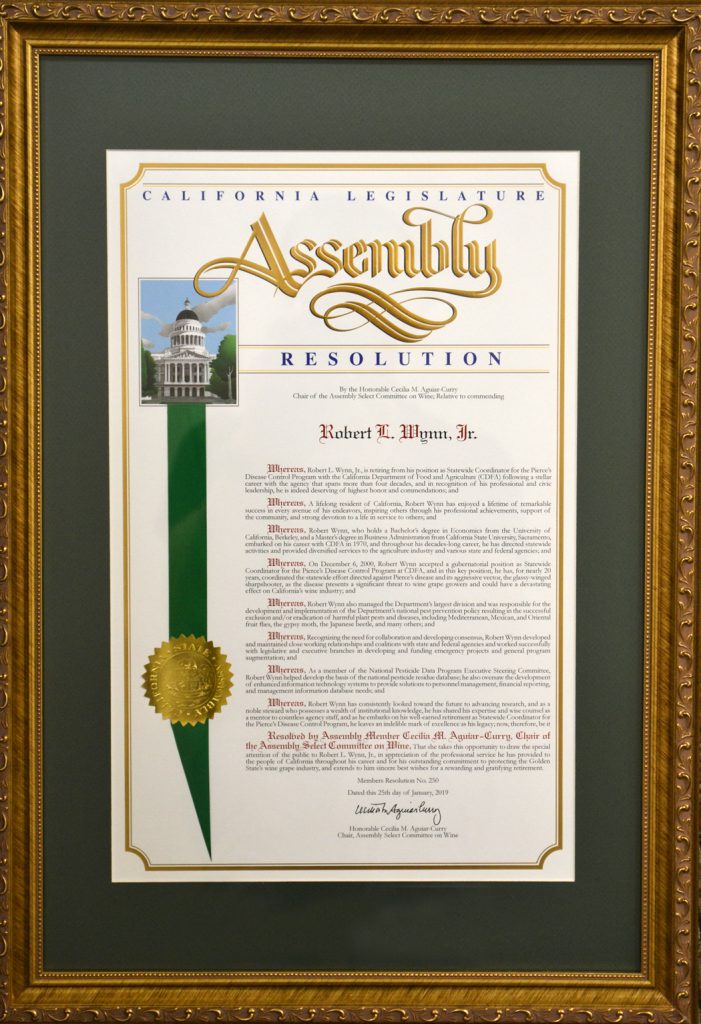 CALIFORNIA LEGISLATURE
Assembly
RESOLUTION
By the Honorable Cecilia M. Aguiar-Curry
Chair of the Assembly Select Committee on Wine; Relative to commending
Robert L. Wynn, Jr.
Whereas, Robert L. Wynn, Jr., is retiring from his position as Statewide Coordinator for the Pierce's
Disease Control Program with the California Department of Food and Agriculture (CDFA) following a stellar
career with the agency that spans more than four decades, and in recognition of his professional and civic
leadership, he is indeed deserving of highest honor and commendations; and
Whereas, A lifelong resident of California, Robert Wynn has enjoyed a lifetime of remarkable
success in every avenue of his endeavors, inspiring others through his professional achievements, support of
the community, and strong devotion to a life in service to others; and
Whereas, Robert Wynn, who holds a Bachelor's degree in Economics from the University of
California, Berkeley, and a Master's degree in Business Administration from California State University, Sacramento,
embarked on his career with CDFA in 1970, and throughout his decades-long career, he has directed statewide
activities and provided diversified services to the agriculture industry and various state and federal agencies; and
Whereas, On December 6, 2000, Robert Wynn accepted a gubernatorial position as Statewide
Coordinator for the Pierce's Disease Control Program at CDFA, and in this key position, he has, for nearly 20
years, coordinated the statewide effort directed against Pierce's disease and its aggressive vector, the glassy-winged
sharpshooter, as the disease presents a significant threat to wine grape growers and could have a devastating
effect on California's wine industry; and
Whereas, Robert Wynn also managed the Department's largest division and was responsible for the
development and implementation of the Department's national pest prevention policy resulting in the successful
exclusion and/or eradication of harmful plant pests and diseases, including Mediterranean, Mexican, and Oriental
fruit flies, the gypsy moth, the Japanese beetle, and many others; and
Whereas, Recognizing the need for collaboration and developing consensus, Robert Wynn developed
and maintained close working relationships and coalitions with state and federal agencies and worked successfully
with legislative and executive branches in developing and funding emergency projects and general program
augmentation; and
Whereas, As a member of the National Pesticide Data Program Executive Steering Committee,
Robert Wynn helped develop the basis of the national pesticide residue database; he also oversaw the development
of enhanced information technology systems to provide solutions to personnel management, financial reporting,
and management information database needs; and
Whereas, Robert Wynn has consistently looked toward the future to advancing research, and as a
noble steward who possesses a wealth of institutional knowledge, he has shared his expertise and wise counsel as
a mentor to countless agency staff, and as he embarks on his well-earned retirement as Statewide Coordinator for
the Pierce's Disease Control Program, he leaves an indelible mark of excellence as his legacy; now, therefore, be it
Resolved by Assembly Member Cecilia M. Aguiar-Curry, Chair of
the Assembly Select Committee on Wine, That she takes this opportunity to draw the special
attention of the public to Robert L. Wynn, Jr., in appreciation of the professional service he has provided to
the people of California throughout his career and for his outstanding commitment to protecting the Golden
State's wine grape industry, and extends to him sincere best wishes for a rewarding and gratifying retirement.
Members Resolution No. 250
Dated this 25th day of January, 2019
Honorable Cecilia M. Aguiar-Curry
Chair, Assembly Select Committee on Wine